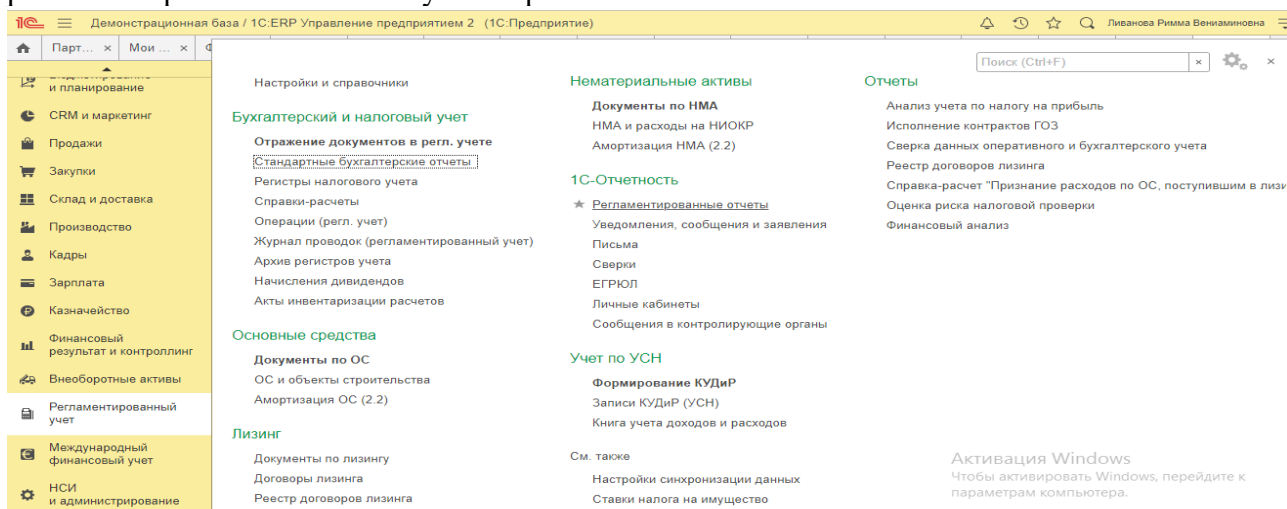 1С Демонстрационная база / 1С:ERP Управление предприятием 2 (1С:Предприятие) Ливанова Римма Вениаминовна
Парт... × Мои ... ×
и планирование
CRM и маркетинг
Продажи
Закупки
Склад и доставка
Производство
Кадры
Зарплата
Казначейство
Финансовый
результат и контроллинг
Внеоборотные активы
Регламентированный
учет
Международный
финансовый учет
НСИ
и администрирование
Настройки и справочники
Бухгалтерский и налоговый учет
Отражение документов в регл. учете
Стандартные бухгалтерские отчеты
Регистры налогового учета
Справки-расчеты
Операции (регл. учет)
Журнал проводок (регламентированный учет)
Архив регистров учета
Начисления дивидендов
Акты инвентаризации расчетов
Основные средства
Документы по ОС
ОС и объекты строительства
Амортизация ОС (2.2)
Лизинг
Документы по лизингу
Договоры лизинга
Реестр договоров лизинга
Нематериальные активы
Документы по НМА
НМА и расходы на НИОКР
Амортизация НМА (2.2)
1С-Отчетность
Регламентированные отчеты
Уведомления, сообщения и заявления
Письма
Сверки
ЕГРЮЛ
Личные кабинеты
Сообщения в контролирующие органы
Учет по УСН
Формирование КУДиР
Записи КУДиР (УСН)
Книга учета доходов и расходов
См. также
Настройки синхронизации данных
Ставки налога на имущество
Поиск (Ctrl+F) ×
Отчеты
Анализ учета по налогу на прибыль
Исполнение контрактов ГОЗ
Сверка данных оперативного и бухгалтерского учета
Реестр договоров лизинга
Справка-расчет "Признание расходов по ОС, поступившим в лизи
Оценка риска налоговой проверки
Финансовый анализ
Активация Windows
Чтобы активировать Windows, перейдите к
параметрам компьютера.